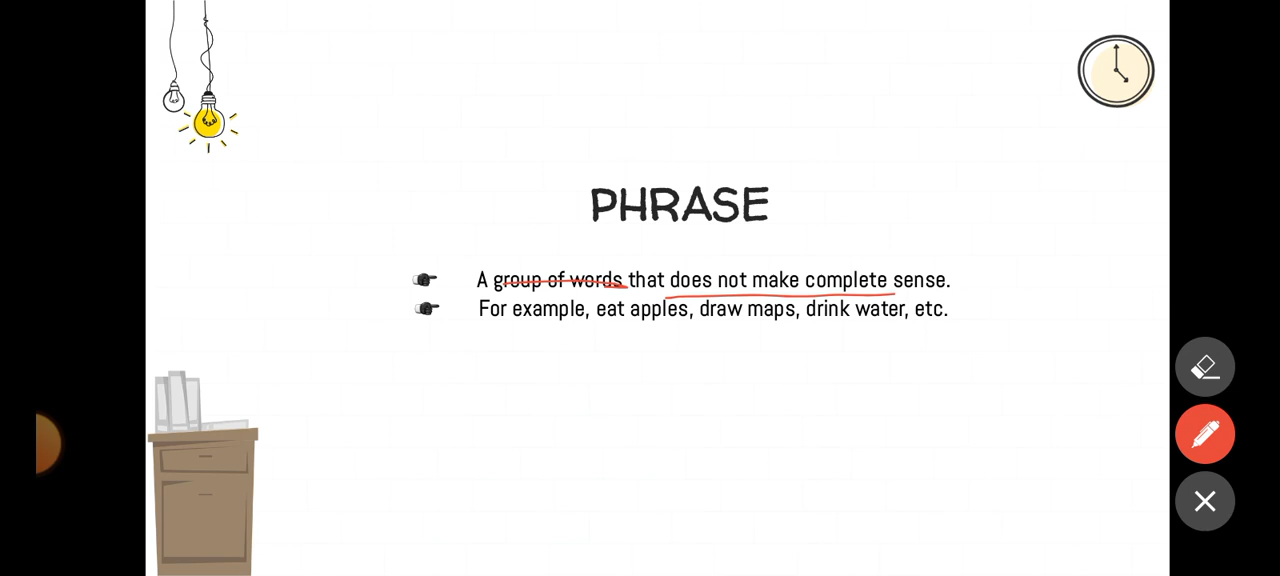 PHRASE
A group of words that does not make complete sense.
For example, eat apples, draw maps, drink water, etc.